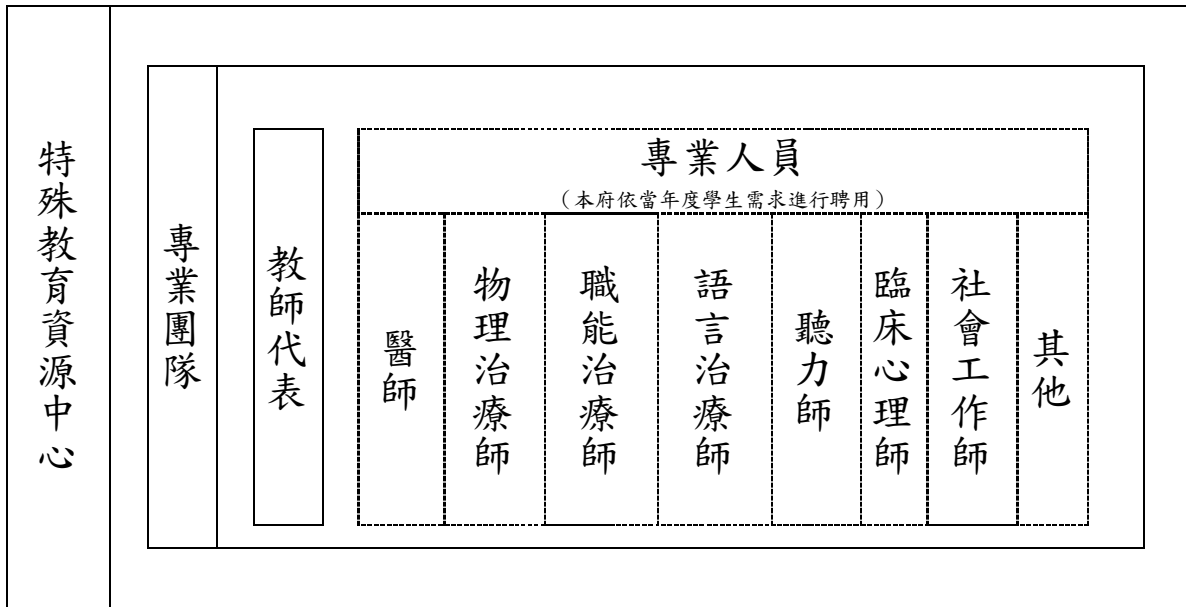 特殊教育資源中心
專業團隊
教師代表
專業人員
（本府依當年度學生需求進行聘用）
醫師
物理治療師
職能治療師
語言治療師
聽力師
臨床心理師
社會工作師
其他